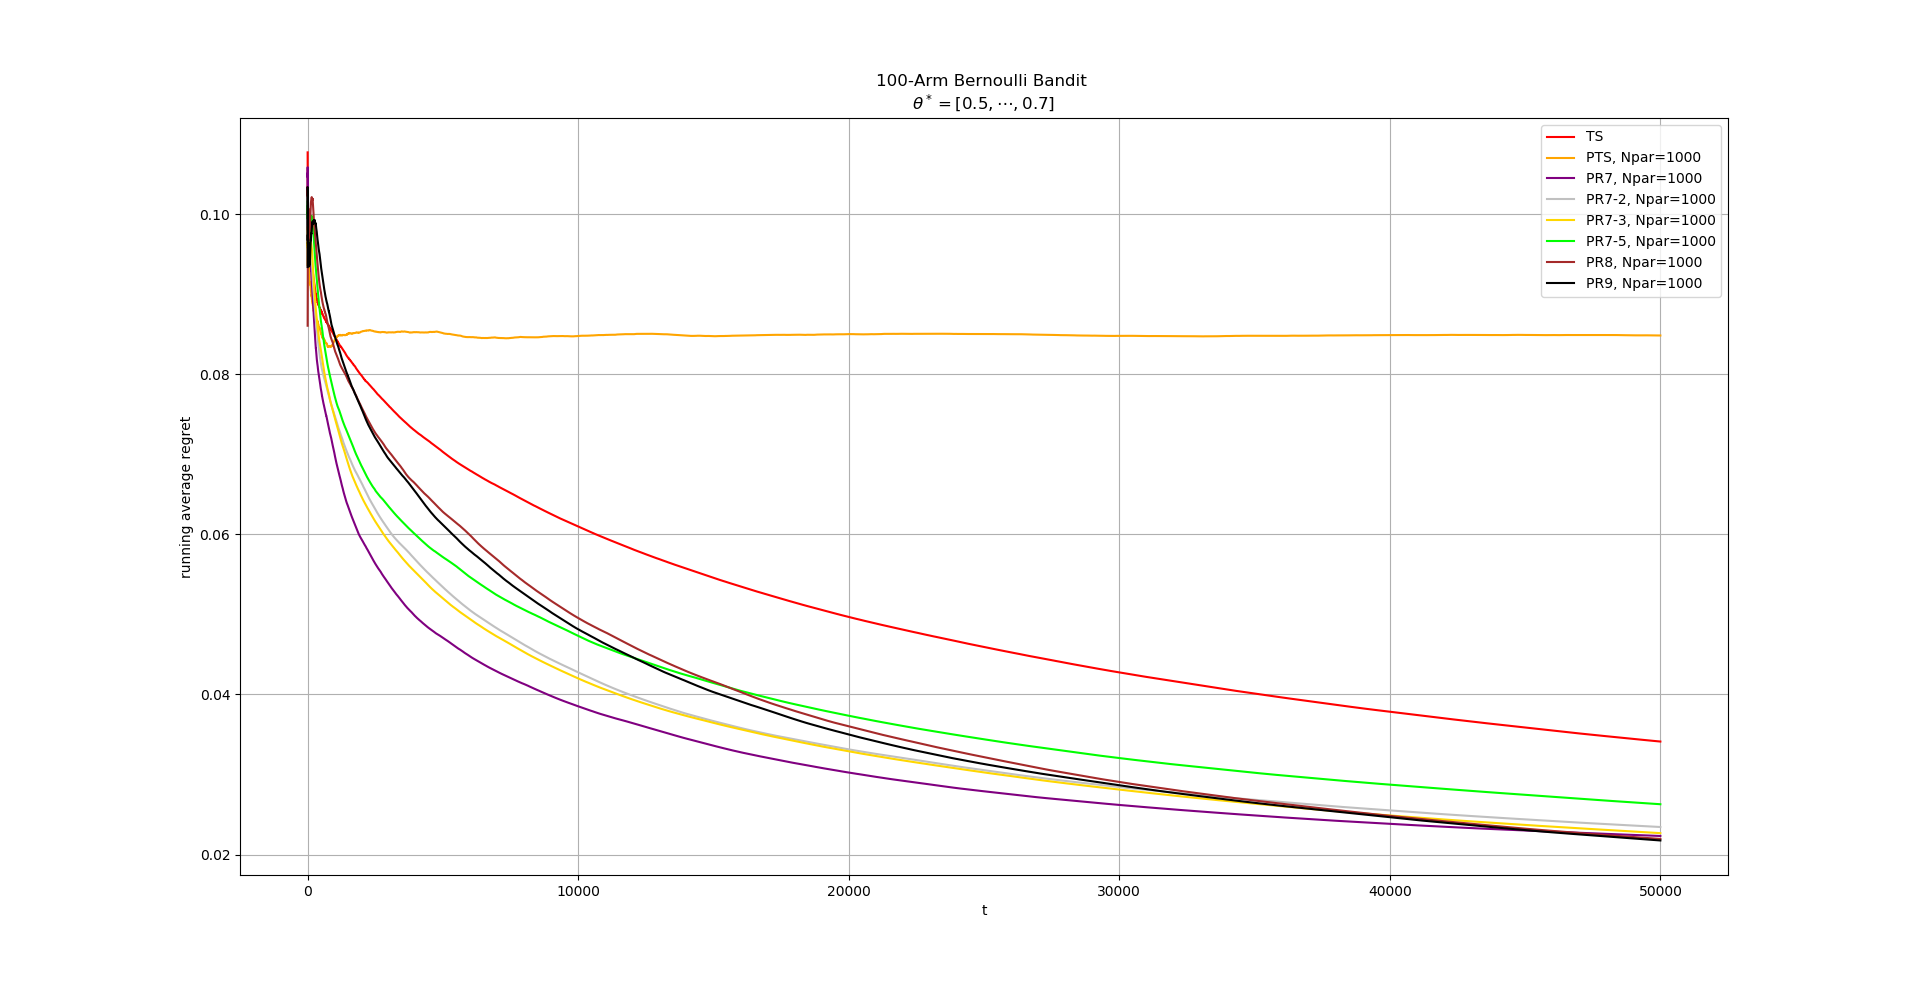 100-Arm Bernoulli Bandit
θ* = [0.5, ⋯, 0.7]
TS
PTS, Npar=1000
PR7, Npar=1000
PR7-2, Npar=1000
PR7-3, Npar=1000
PR7-5, Npar=1000
PR8, Npar=1000
PR9, Npar=1000
running average regret
0.10
0.08
0.06
0.04
0.02
0 10000 20000 30000 40000 50000
t